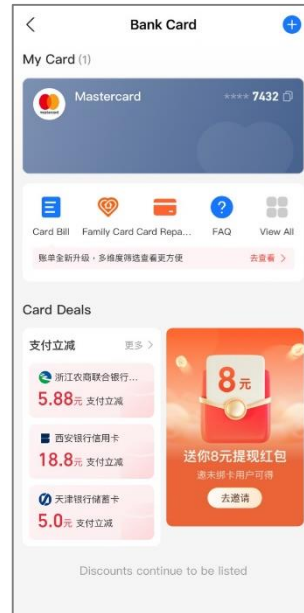 Bank Card
My Card (1)
Mastercard
**** 7432
Card Bill
Family Card
Card Repa...
FAQ
View All
账单全新升级，多维度筛选查看更方便
去查看 >
Card Deals
支付立减
更多 >
浙江农商联合银行...
5.88元 支付立减
西安银行信用卡
18.8元 支付立减
天津银行储蓄卡
5.0元 支付立减
8元
送你8元提现红包
邀未绑卡用户可得
去邀请
Discounts continue to be listed